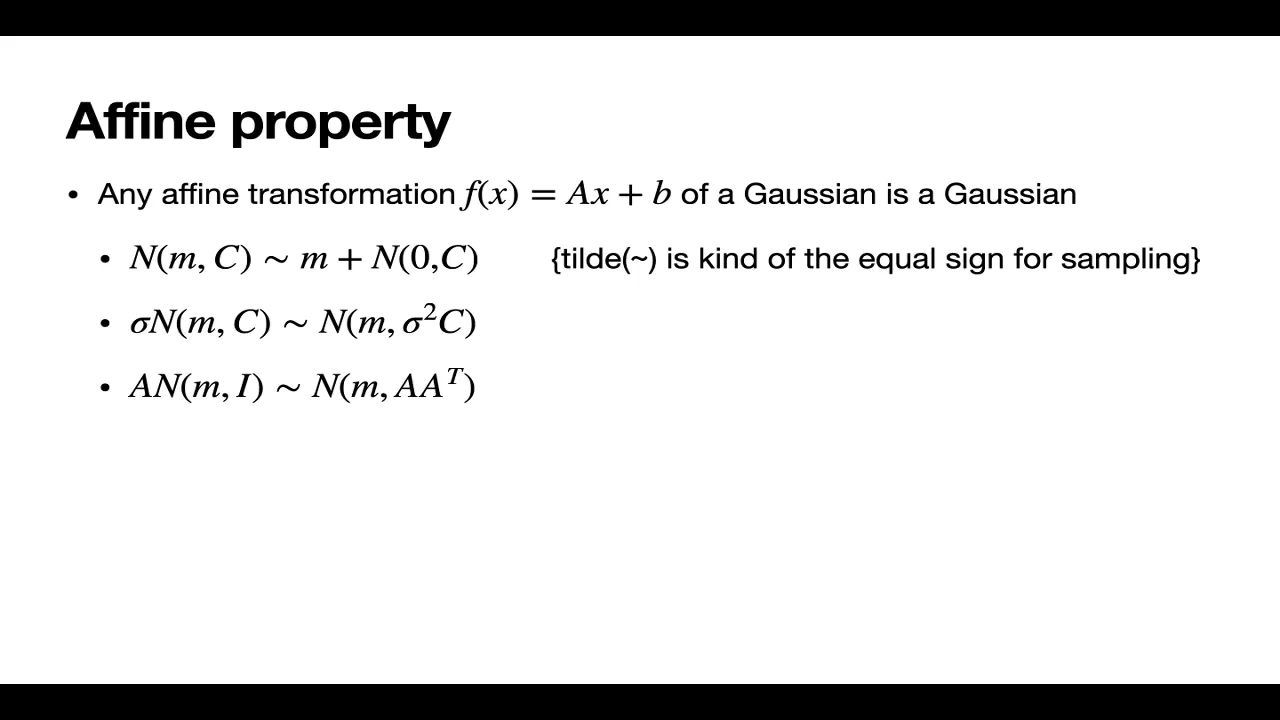 Affine property
• Any affine transformation f(x) = Ax + b of a Gaussian is a Gaussian
• N(m, C) ∼ m + N(0,C) {tilde(~) is kind of the equal sign for sampling}
• σN(m, C) ∼ N(m, σ²C)
• AN(m, I) ∼ N(m, AAᵀ)